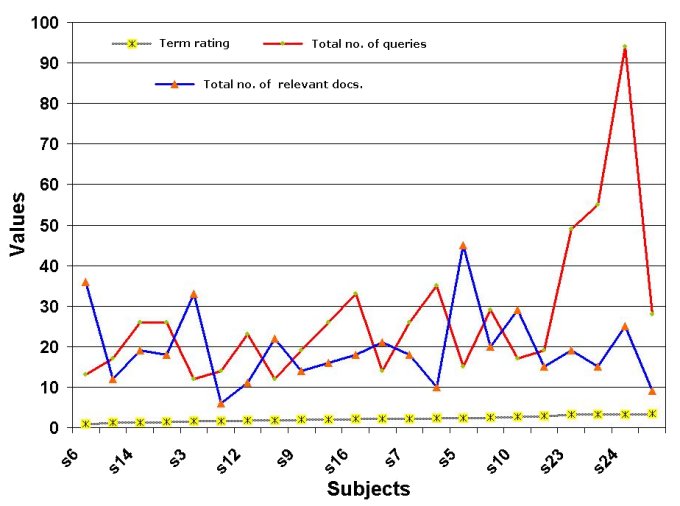 100
Term rating
Total no. of queries
90
Total no. of  relevant docs.
80
70
60
50
40
30
20
10
0
Values
s6
s14
s3
s12
s9
s16
s7
s5
s10
s23
s24
Subjects